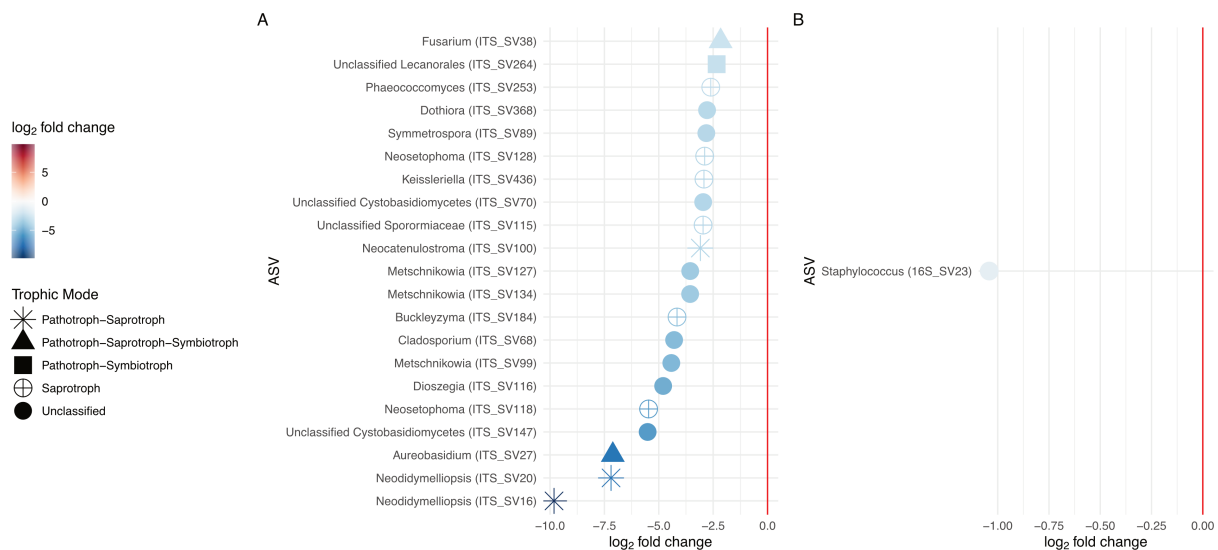 A
B
log2 fold change
5
0
−5
Trophic Mode
Pathotroph−Saprotroph
Pathotroph−Saprotroph−Symbiotroph
Pathotroph−Symbiotroph
Saprotroph
Unclassified
ASV
Fusarium (ITS_SV38)
Unclassified Lecanorales (ITS_SV264)
Phaeococcomyces (ITS_SV253)
Dothiora (ITS_SV368)
Symmetrospora (ITS_SV89)
Neosetophoma (ITS_SV128)
Keissleriella (ITS_SV436)
Unclassified Cystobasidiomycetes (ITS_SV70)
Unclassified Sporormiaceae (ITS_SV115)
Neocatenulostroma (ITS_SV100)
Metschnikowia (ITS_SV127)
Metschnikowia (ITS_SV134)
Buckleyzyma (ITS_SV184)
Cladosporium (ITS_SV68)
Metschnikowia (ITS_SV99)
Dioszegia (ITS_SV116)
Neosetophoma (ITS_SV118)
Unclassified Cystobasidiomycetes (ITS_SV147)
Aureobasidium (ITS_SV27)
Neodidymelliopsis (ITS_SV20)
Neodidymelliopsis (ITS_SV16)
−10.0 −7.5 −5.0 −2.5 0.0
log2 fold change
ASV
Staphylococcus (16S_SV23)
−1.00 −0.75 −0.50 −0.25 0.00
log2 fold change